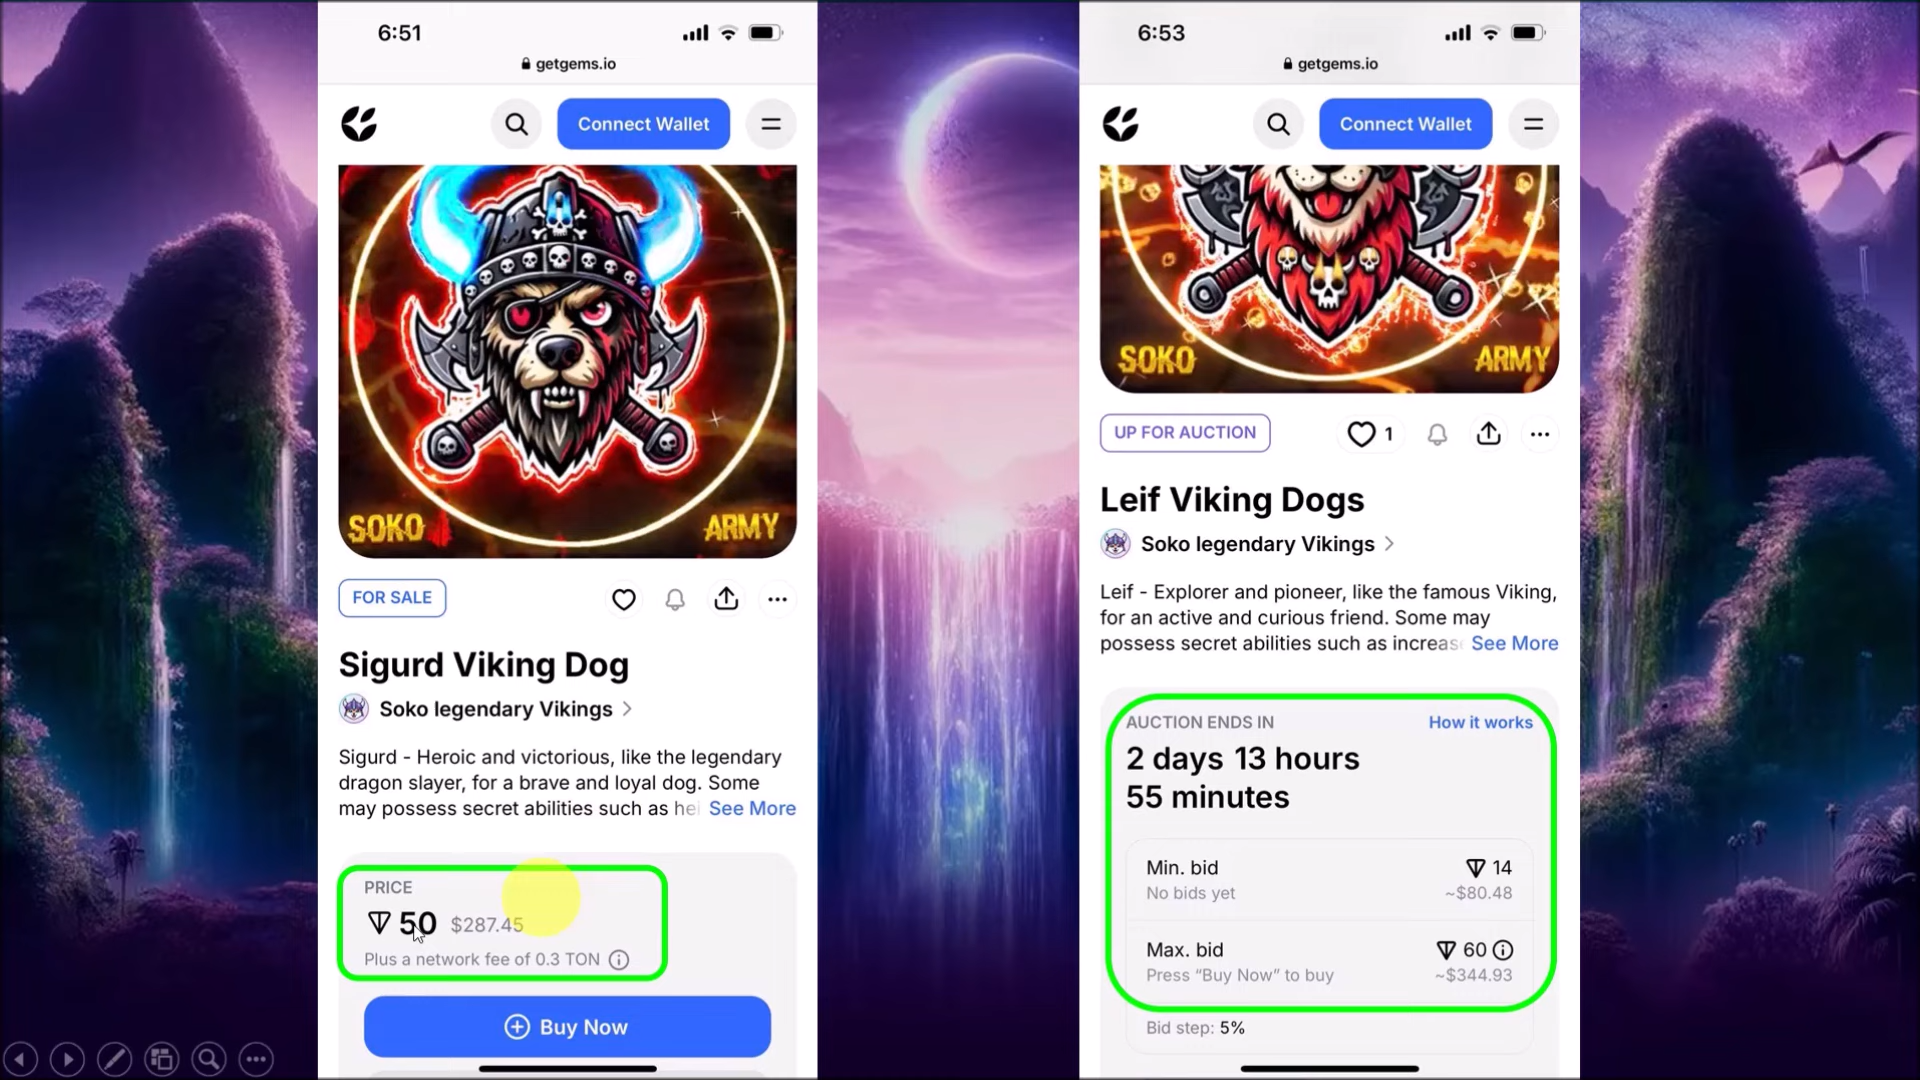 6:51
getgems.io
Connect Wallet
SOKO ARMY
FOR SALE
Sigurd Viking Dog
Soko legendary Vikings
Sigurd - Heroic and victorious, like the legendary
dragon slayer, for a brave and loyal dog. Some
may possess secret abilities such as hei See More
PRICE
50 $287.45
Plus a network fee of 0.3 TON
Buy Now
6:53
getgems.io
Connect Wallet
SOKO ARMY
UP FOR AUCTION
1
Leif Viking Dogs
Soko legendary Vikings
Leif - Explorer and pioneer, like the famous Viking,
for an active and curious friend. Some may
possess secret abilities such as increas See More
AUCTION ENDS IN How it works
2 days 13 hours
55 minutes
Min. bid 14
No bids yet ~$80.48
Max. bid 60
Press “Buy Now” to buy ~$344.93
Bid step: 5%